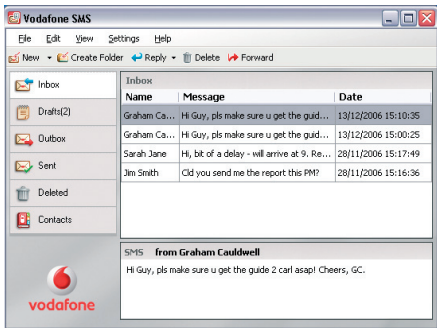 Vodafone SMS
File Edit View Settings Help
New Create Folder Reply Delete Forward
Inbox
Drafts(2)
Outbox
Sent
Deleted
Contacts
Inbox
Name Message Date
Graham Ca... Hi Guy, pls make sure u get the guid... 13/12/2006 15:10:35
Graham Ca... Hi Guy, pls make sure u get the guid... 13/12/2006 15:00:25
Sarah Jane Hi, bit of a delay - will arrive at 9. Re... 28/11/2006 15:17:49
Jim Smith Cld you send me the report this PM? 28/11/2006 15:16:36
SMS from Graham Cauldwell
Hi Guy, pls make sure u get the guide 2 carl asap! Cheers, GC.
vodafone